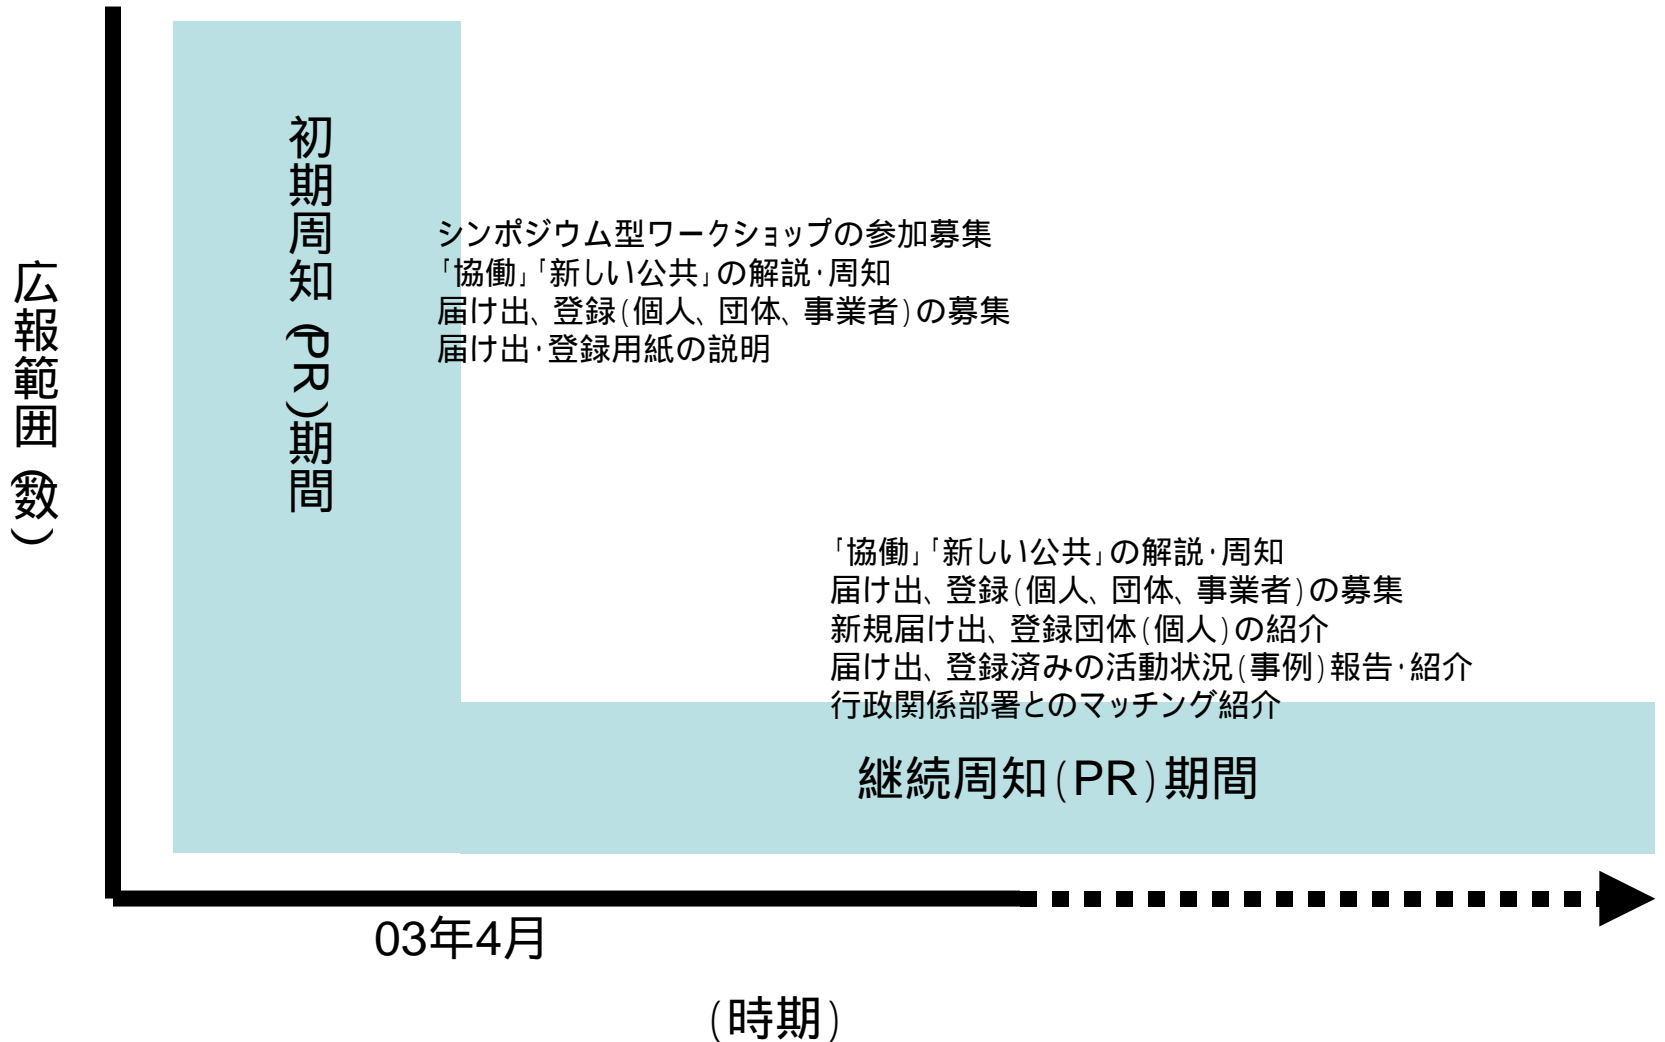 広報範囲(数)
初期周知(PR)期間
シンポジウム型ワークショップの参加募集
「協働」「新しい公共」の解説・周知
届け出、登録(個人、団体、事業者)の募集
届け出・登録用紙の説明
「協働」「新しい公共」の解説・周知
届け出、登録(個人、団体、事業者)の募集
新規届け出、登録団体(個人)の紹介
届け出、登録済みの活動状況(事例)報告・紹介
行政関係部署とのマッチング紹介
継続周知(PR)期間
03年4月
(時期)